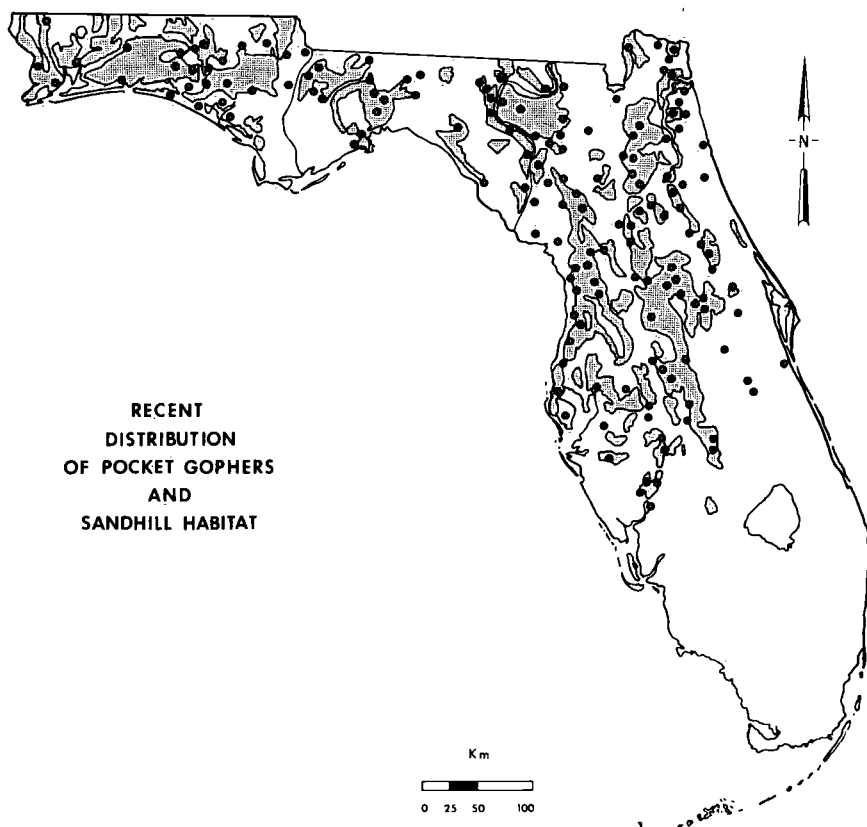 -N-
RECENT
DISTRIBUTION
OF POCKET GOPHERS
AND
SANDHILL HABITAT
Km
0 25 50 100